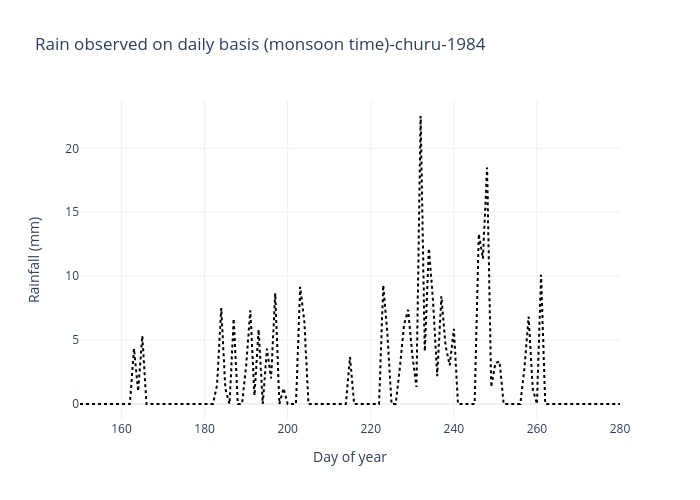 Rain observed on daily basis (monsoon time)-churu-1984
Rainfall (mm)
20
15
10
5
0
160 180 200 220 240 260 280
Day of year